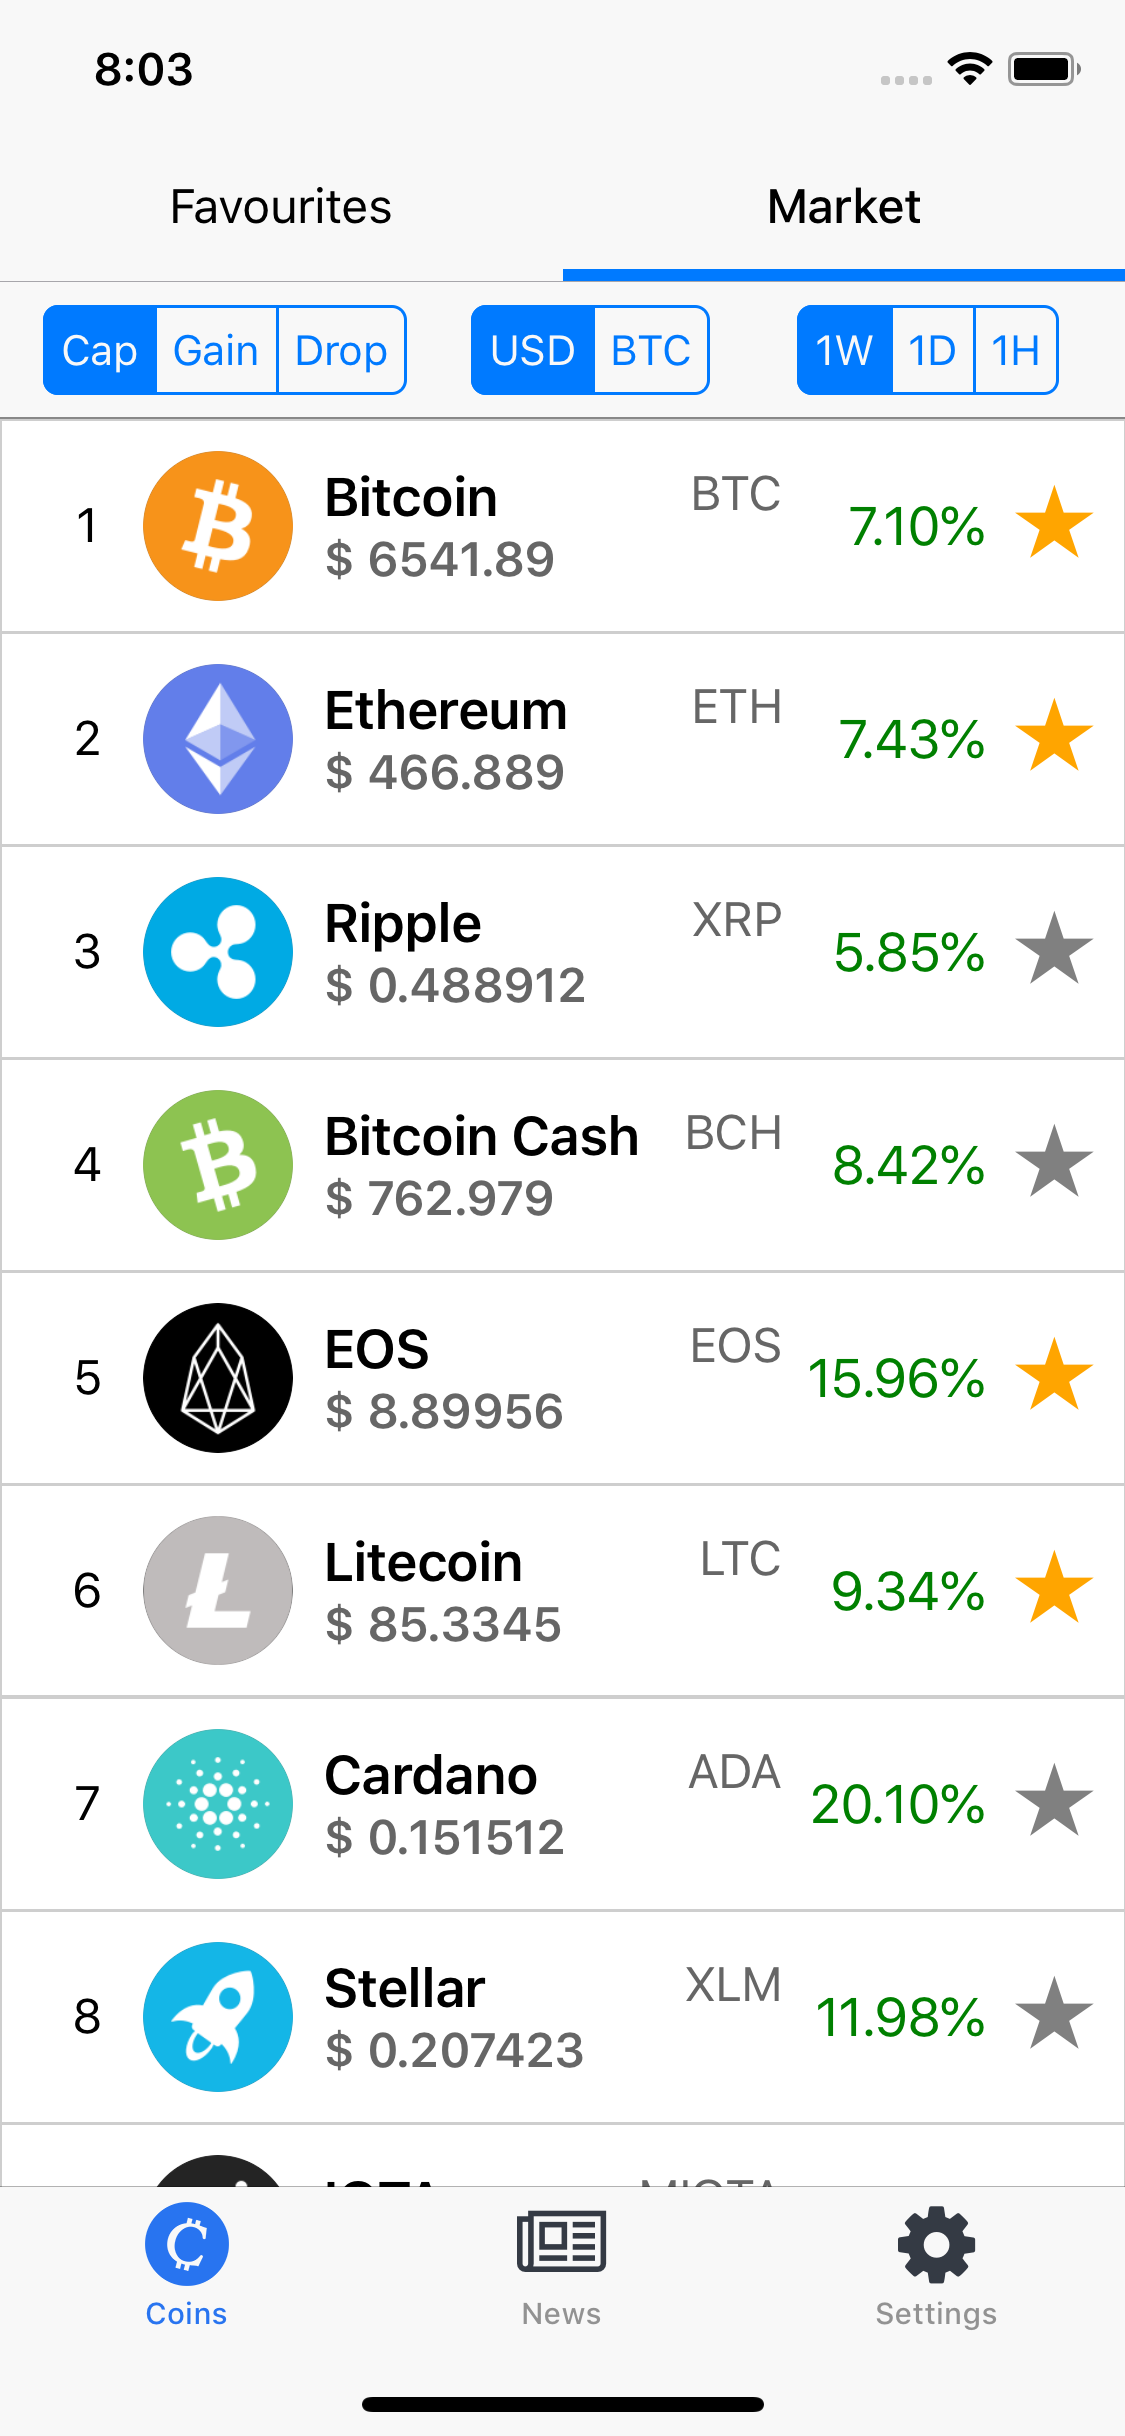 8:03
Favourites Market
Cap Gain Drop USD BTC 1W 1D 1H
1 Bitcoin BTC 7.10%
$ 6541.89
2 Ethereum ETH 7.43%
$ 466.889
3 Ripple XRP 5.85%
$ 0.488912
4 Bitcoin Cash BCH 8.42%
$ 762.979
5 EOS EOS 15.96%
$ 8.89956
6 Litecoin LTC 9.34%
$ 85.3345
7 Cardano ADA 20.10%
$ 0.151512
8 Stellar XLM 11.98%
$ 0.207423
Coins News Settings